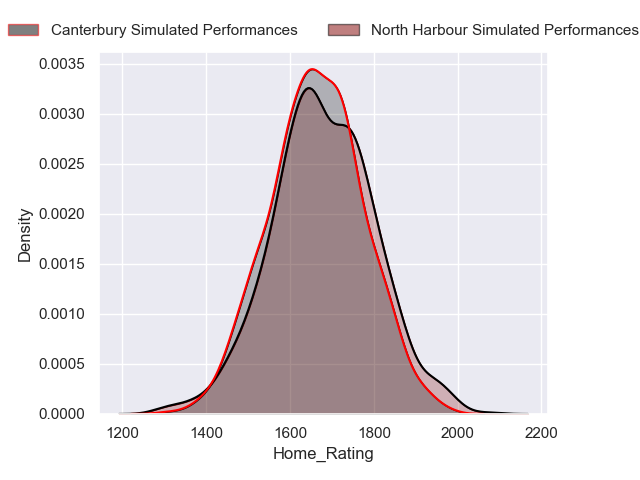 Canterbury Simulated Performances North Harbour Simulated Performances
0.0035
0.0030
0.0025
0.0020
0.0015
0.0010
0.0005
0.0000
Density
1200 1400 1600 1800 2000 2200
Home_Rating